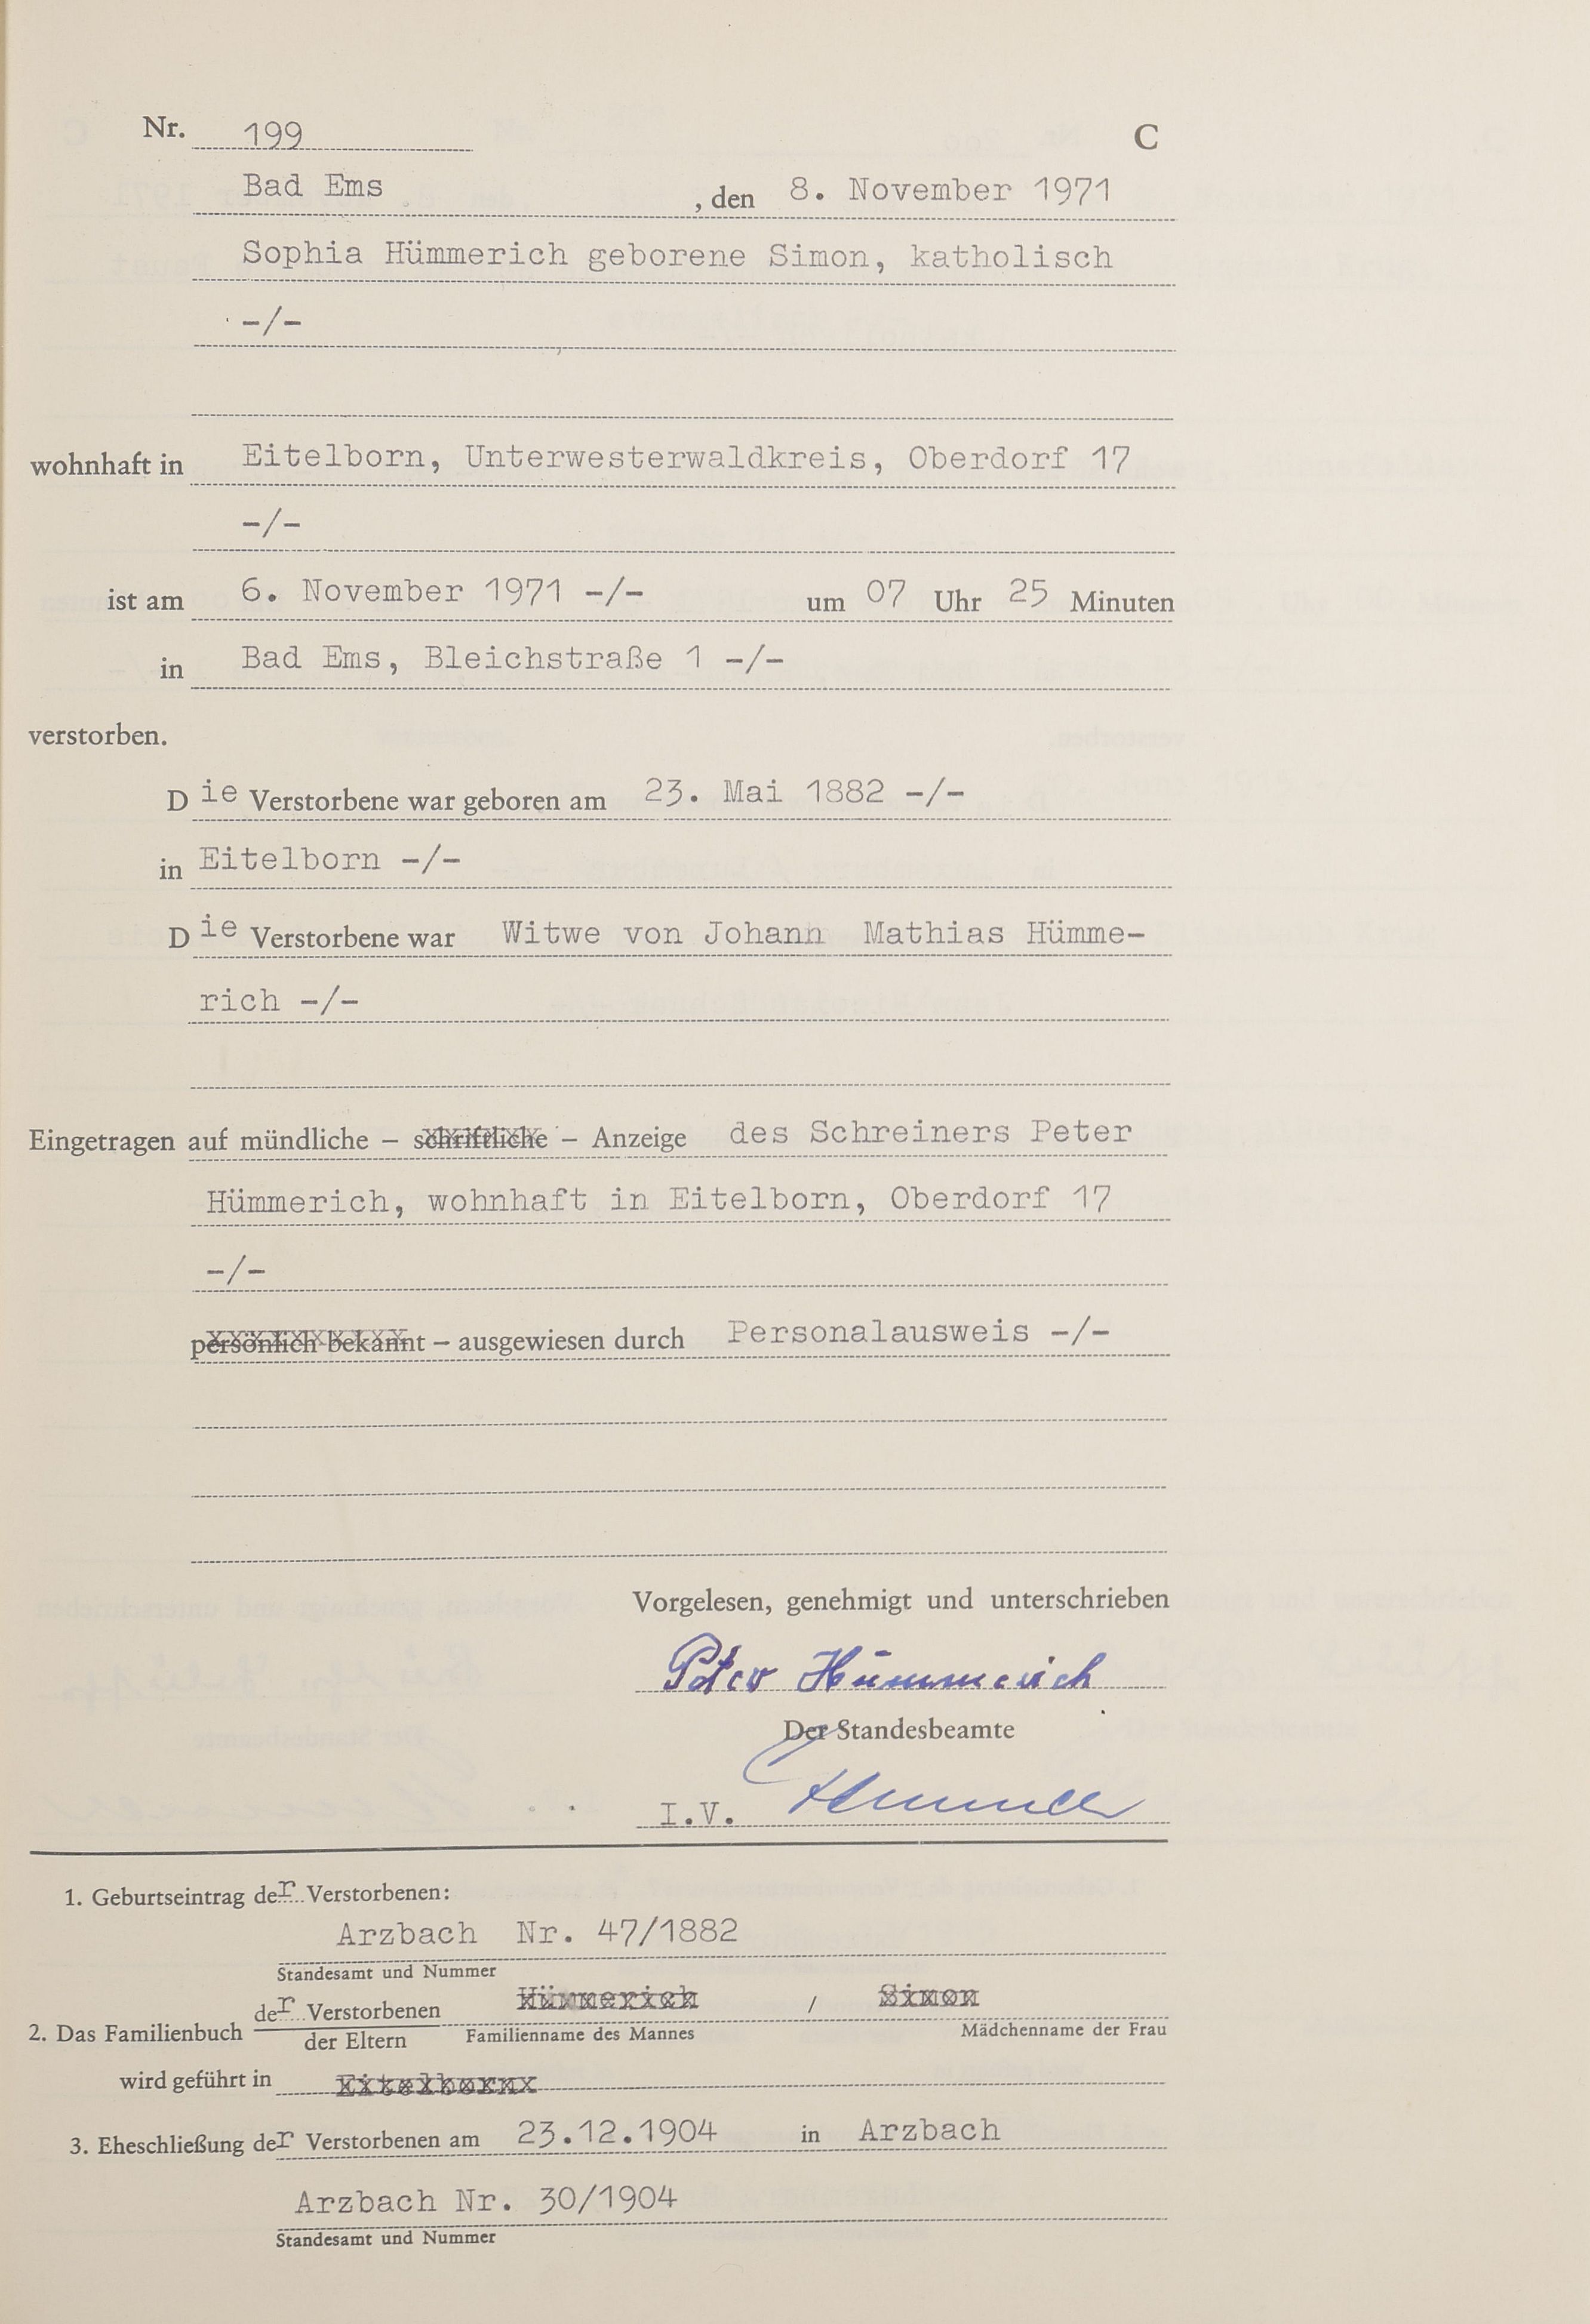 Nr. 199 C
Bad Ems , den 8. November 1971
Sophia Hümmerich geborene Simon, katholisch
-/-
wohnhaft in Eitelborn, Unterwesterwaldkreis, Oberdorf 17
-/-
ist am 6. November 1971 -/- um 07 Uhr 25 Minuten
in Bad Ems, Bleichstraße 1 -/-
verstorben.
Die Verstorbene war geboren am 23. Mai 1882 -/-
in Eitelborn -/-
Die Verstorbene war Witwe von Johann Mathias Hümme-
rich -/-
Eingetragen auf mündliche – schriftliche – Anzeige des Schreiners Peter
Hümmerich, wohnhaft in Eitelborn, Oberdorf 17
-/-
persönlich bekannt – ausgewiesen durch Personalausweis -/-
Vorgelesen, genehmigt und unterschrieben
Peter Hümmerich
Der Standesbeamte
I.V.
1. Geburtseintrag der Verstorbenen:
Arzbach Nr. 47/1882
Standesamt und Nummer
der Verstorbenen Hümmerich / Simon
2. Das Familienbuch der Eltern Familienname des Mannes Mädchenname der Frau
wird geführt in Eitelborn
3. Eheschließung der Verstorbenen am 23.12.1904 in Arzbach
Arzbach Nr. 30/1904
Standesamt und Nummer